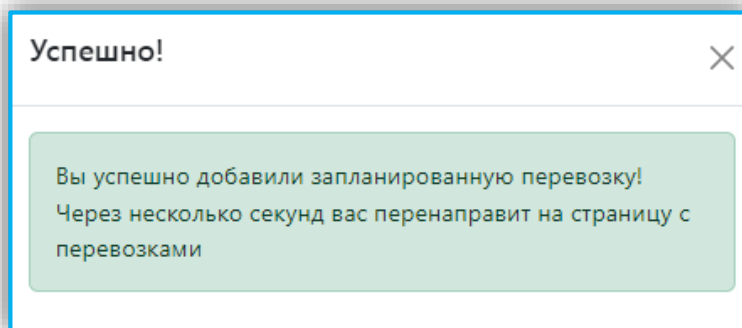 Успешно!
Вы успешно добавили запланированную перевозку!
Через несколько секунд вас перенаправит на страницу с
перевозками